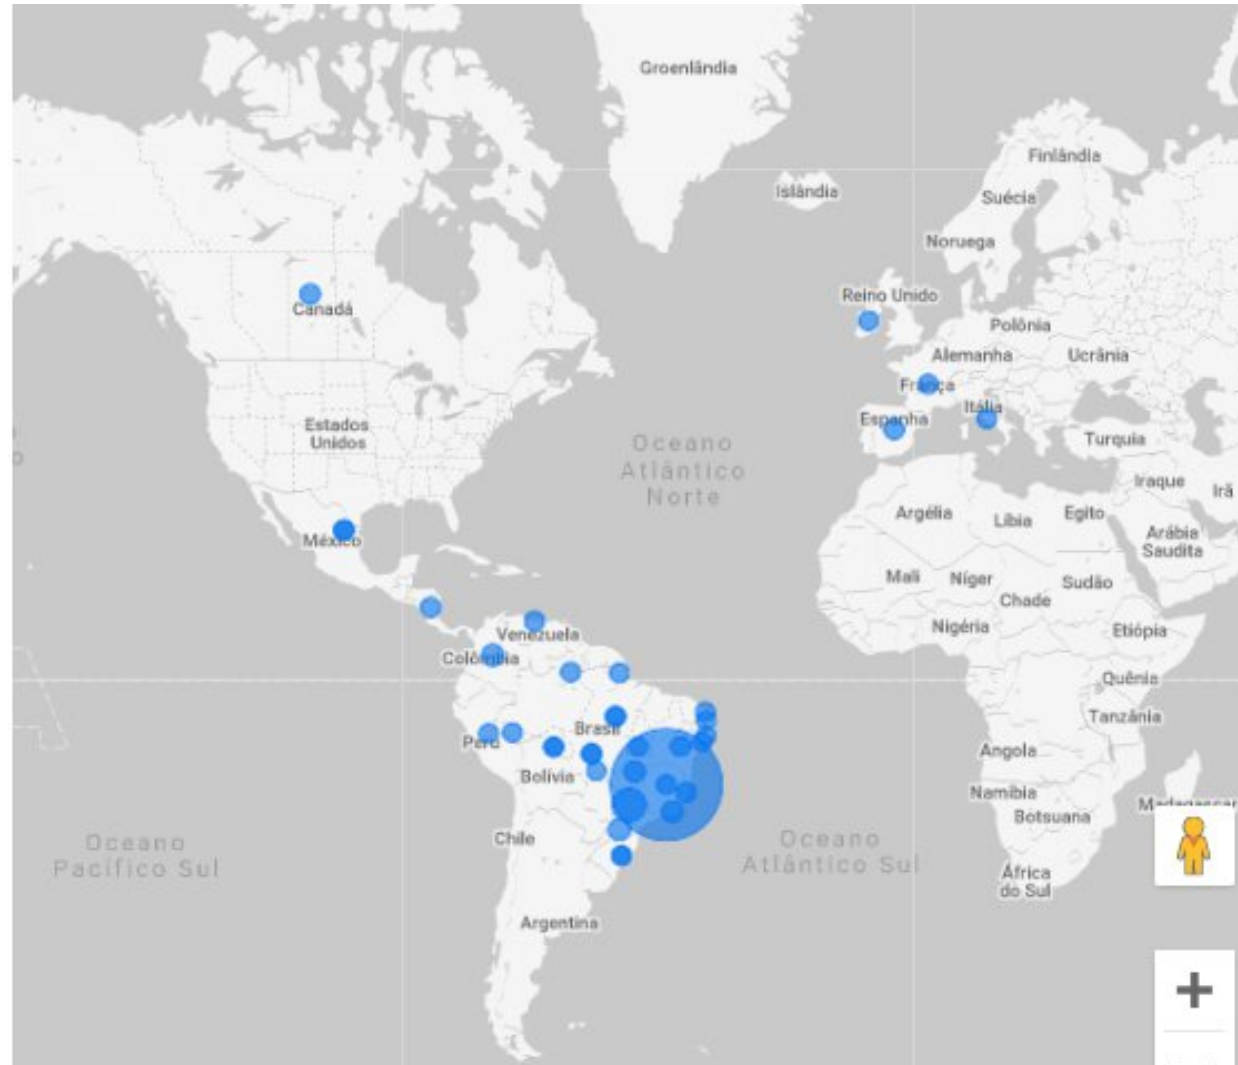 Groenlândia
Finlândia
Islândia
Suécia
Noruega
Reino Unido
Canadá
Polônia
Alemanha
Ucrânia
França
Itália
Espanha
Estados
Unidos
Oceano
Atlântico
Norte
Turquia
Iraque
Irã
Argélia
Líbia
Egito
Arábia
Saudita
México
Mali
Níger
Sudão
Chade
Nigéria
Etiópia
Venezuela
Colômbia
Quênia
Tanzânia
Brasil
Peru
Angola
Bolívia
Namíbia
Madagascar
Botsuana
Chile
Oceano
Pacífico Sul
Oceano
Atlântico Sul
África
do Sul
Argentina
+